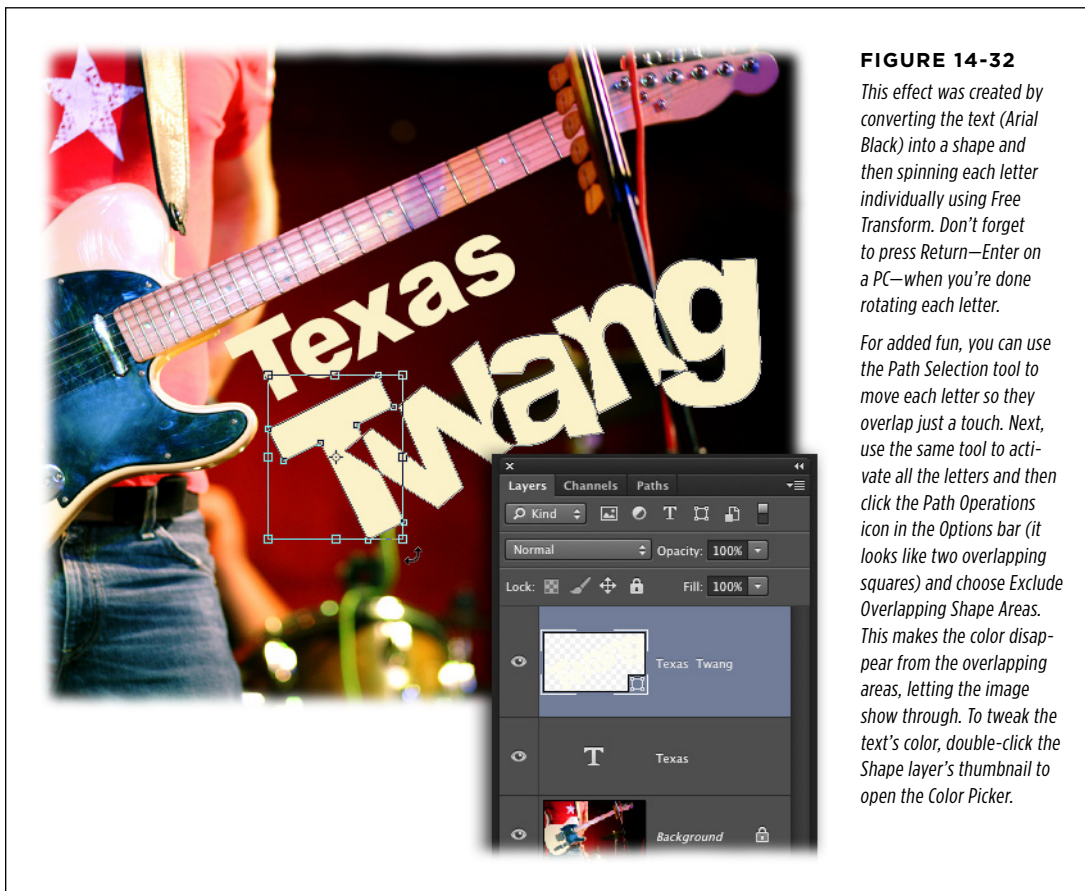 Texas
Twang
Layers Channels Paths
Kind T
Normal Opacity: 100%
Lock: Fill: 100%
Texas Twang
T Texas
Background
FIGURE 14-32
This effect was created by
converting the text (Arial
Black) into a shape and
then spinning each letter
individually using Free
Transform. Don’t forget
to press Return—Enter on
a PC—when you’re done
rotating each letter.
For added fun, you can use
the Path Selection tool to
move each letter so they
overlap just a touch. Next,
use the same tool to acti-
vate all the letters and then
click the Path Operations
icon in the Options bar (it
looks like two overlapping
squares) and choose Exclude
Overlapping Shape Areas.
This makes the color disap-
pear from the overlapping
areas, letting the image
show through. To tweak the
text’s color, double-click the
Shape layer’s thumbnail to
open the Color Picker.